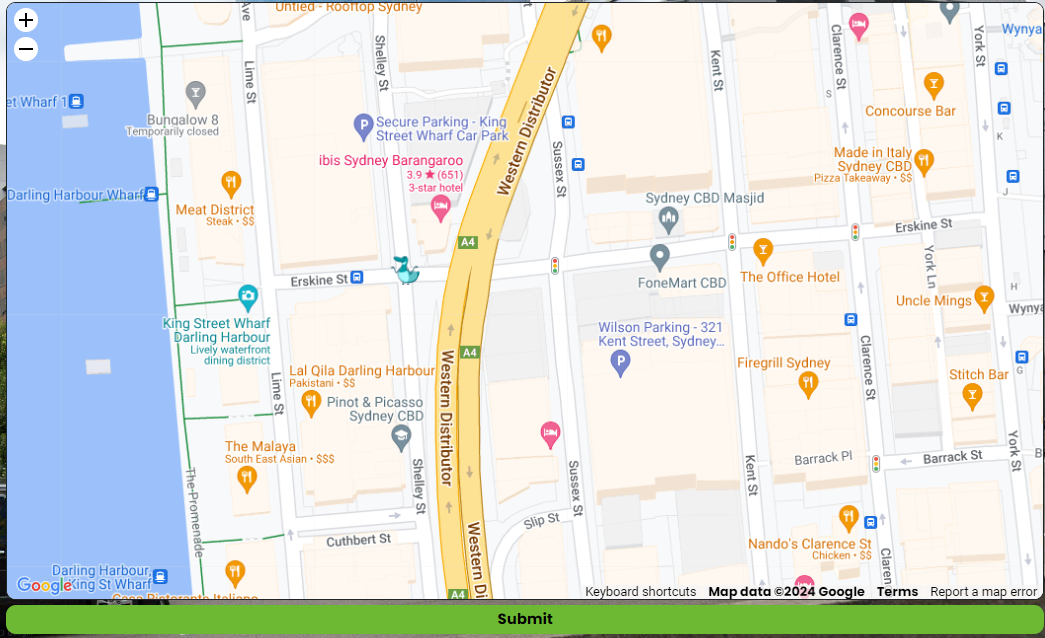 +
−
Untied - Rooftop Sydney
Lime St
Shelley St
Western Distributor
Kent St
Clarence St
York St
Wynya
et Wharf 1
Bungalow 8
Temporarily closed
Secure Parking - King
Street Wharf Car Park
Concourse Bar
S
K
ibis Sydney Barangaroo
3.9 ★ (651)
3-star hotel
Sussex St
Made in Italy
Sydney CBD
Pizza Takeaway • $$
J
Darling Harbour Wharf
Meat District
Steak • $$
Sydney CBD Masjid
Erskine St
A4
Erskine St
FoneMart CBD
The Office Hotel
York Ln
Uncle Mings
H
Wynya
King Street Wharf
Darling Harbour
Lively waterfront
dining district
Wilson Parking - 321
Kent Street, Sydney...
A4
Firegrill Sydney
Clarence St
G
Stitch Bar
Lal Qila Darling Harbour
Pakistani • $$
Lime St
Western Distributor
Pinot & Picasso
Sydney CBD
The Malaya
South East Asian • $$$
Shelley St
Sussex St
Kent St
Barrack Pl
Barrack St
B
York St
The Promenade
Slip St
Cuthbert St
Western Di
Nando's Clarence St
Chicken • $$
Claren
Darling Harbour,
King St Wharf
Casa Ristoranto Italiano
A4
Google
Keyboard shortcuts
Map data ©2024 Google
Terms
Report a map error
Submit